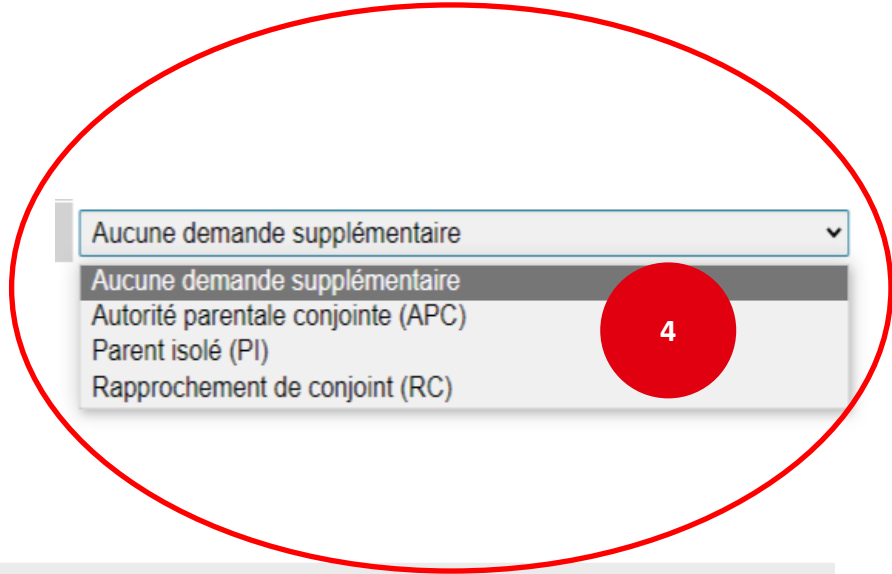 Aucune demande supplémentaire
Aucune demande supplémentaire
Autorité parentale conjointe (APC)
4
Parent isolé (PI)
Rapprochement de conjoint (RC)